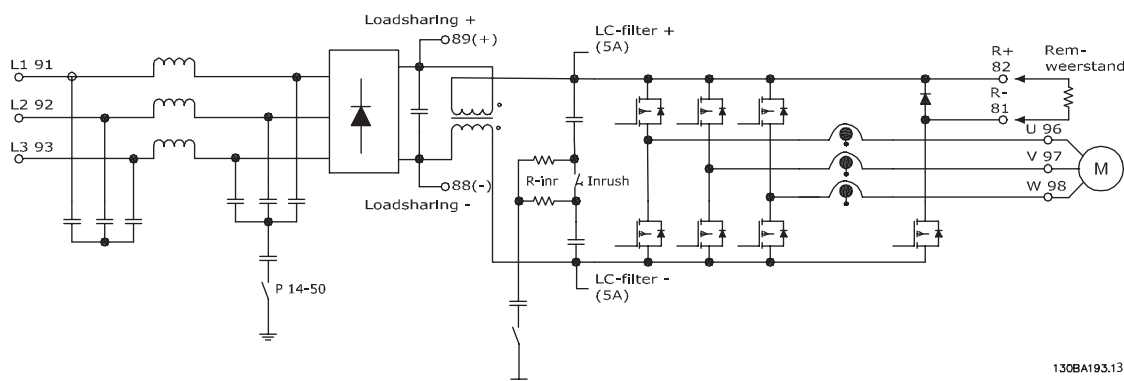 Loadsharing +
89(+)
LC-filter +
(5A)
R+
82
Rem-
weerstand
R-
81
L1 91
L2 92
L3 93
U 96
V 97
W 98
M
R-inr
Inrush
88(-)
Loadsharing -
LC-filter -
(5A)
P 14-50
130BA193.13